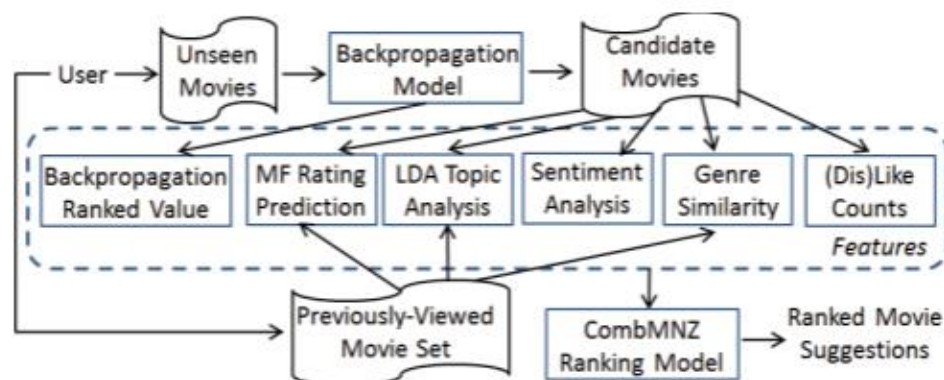 User
Unseen
Movies
Backpropagation
Model
Candidate
Movies
Backpropagation
Ranked Value
MF Rating
Prediction
LDA Topic
Analysis
Sentiment
Analysis
Genre
Similarity
(Dis)Like
Counts
Features
Previously-Viewed
Movie Set
CombMNZ
Ranking Model
Ranked Movie
Suggestions